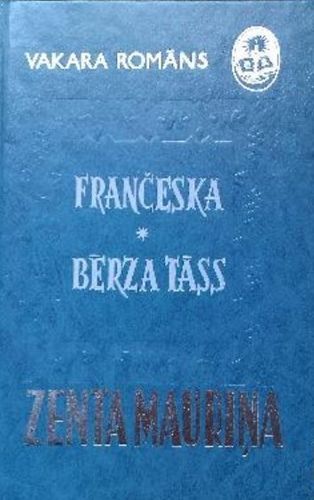 VAKARA ROMĀNS
FRANČESKA
*
BĒRZA TĀSS
ZENTA MAURIŅA